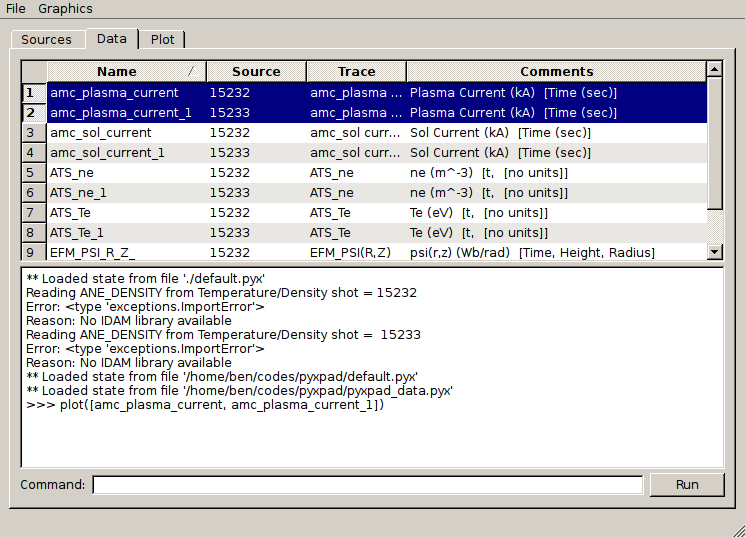 File Graphics
Sources Data Plot
Name Source Trace Comments
1 amc_plasma_current 15232 amc_plasma ... Plasma Current (kA) [Time (sec)]
2 amc_plasma_current_1 15233 amc_plasma ... Plasma Current (kA) [Time (sec)]
3 amc_sol_current 15232 amc_sol curr... Sol Current (kA) [Time (sec)]
4 amc_sol_current_1 15233 amc_sol curr... Sol Current (kA) [Time (sec)]
5 ATS_ne 15232 ATS_ne ne (m^-3) [t, [no units]]
6 ATS_ne_1 15233 ATS_ne ne (m^-3) [t, [no units]]
7 ATS_Te 15232 ATS_Te Te (eV) [t, [no units]]
8 ATS_Te_1 15233 ATS_Te Te (eV) [t, [no units]]
9 EFM_PSI_R_Z_ 15232 EFM_PSI(R,Z) psi(r,z) (Wb/rad) [Time, Height, Radius]
** Loaded state from file './default.pyx'
Reading ANE_DENSITY from Temperature/Density shot = 15232
Error: <type 'exceptions.ImportError'>
Reason: No IDAM library available
Reading ANE_DENSITY from Temperature/Density shot =  15233
Error: <type 'exceptions.ImportError'>
Reason: No IDAM library available
** Loaded state from file '/home/ben/codes/pyxpad/default.pyx'
** Loaded state from file '/home/ben/codes/pyxpad/pyxpad_data.pyx'
>>> plot([amc_plasma_current, amc_plasma_current_1])
Command: Run